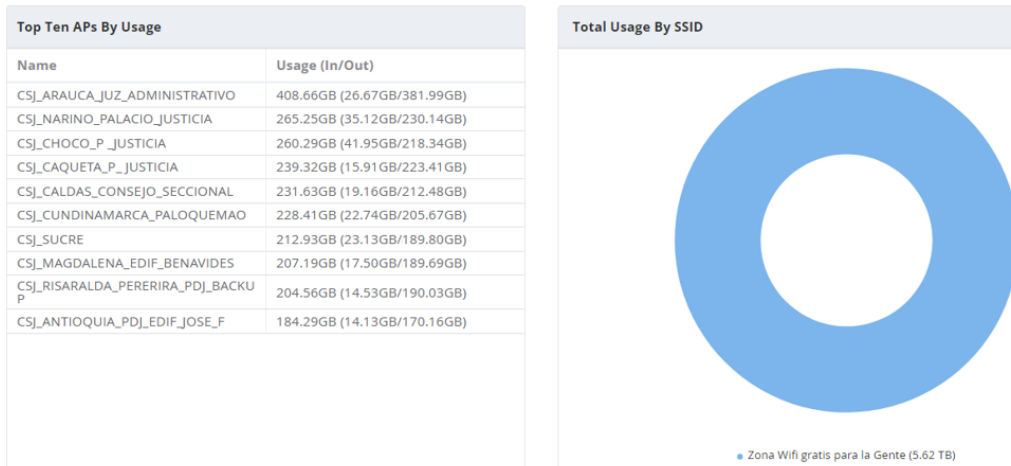 Top Ten APs By Usage
Name Usage (In/Out)
CSJ_ARAUCA_JUZ_ADMINISTRATIVO 408.66GB (26.67GB/381.99GB)
CSJ_NARINO_PALACIO_JUSTICIA 265.25GB (35.12GB/230.14GB)
CSJ_CHOCO_P _JUSTICIA 260.29GB (41.95GB/218.34GB)
CSJ_CAQUETA_P_ JUSTICIA 239.32GB (15.91GB/223.41GB)
CSJ_CALDAS_CONSEJO_SECCIONAL 231.63GB (19.16GB/212.48GB)
CSJ_CUNDINAMARCA_PALOQUEMAO 228.41GB (22.74GB/205.67GB)
CSJ_SUCRE 212.93GB (23.13GB/189.80GB)
CSJ_MAGDALENA_EDIF_BENAVIDES 207.19GB (17.50GB/189.69GB)
CSJ_RISARALDA_PERERIRA_PDJ_BACKU
P 204.56GB (14.53GB/190.03GB)
CSJ_ANTIOQUIA_PDJ_EDIF_JOSE_F 184.29GB (14.13GB/170.16GB)
Total Usage By SSID
Zona Wifi gratis para la Gente (5.62 TB)